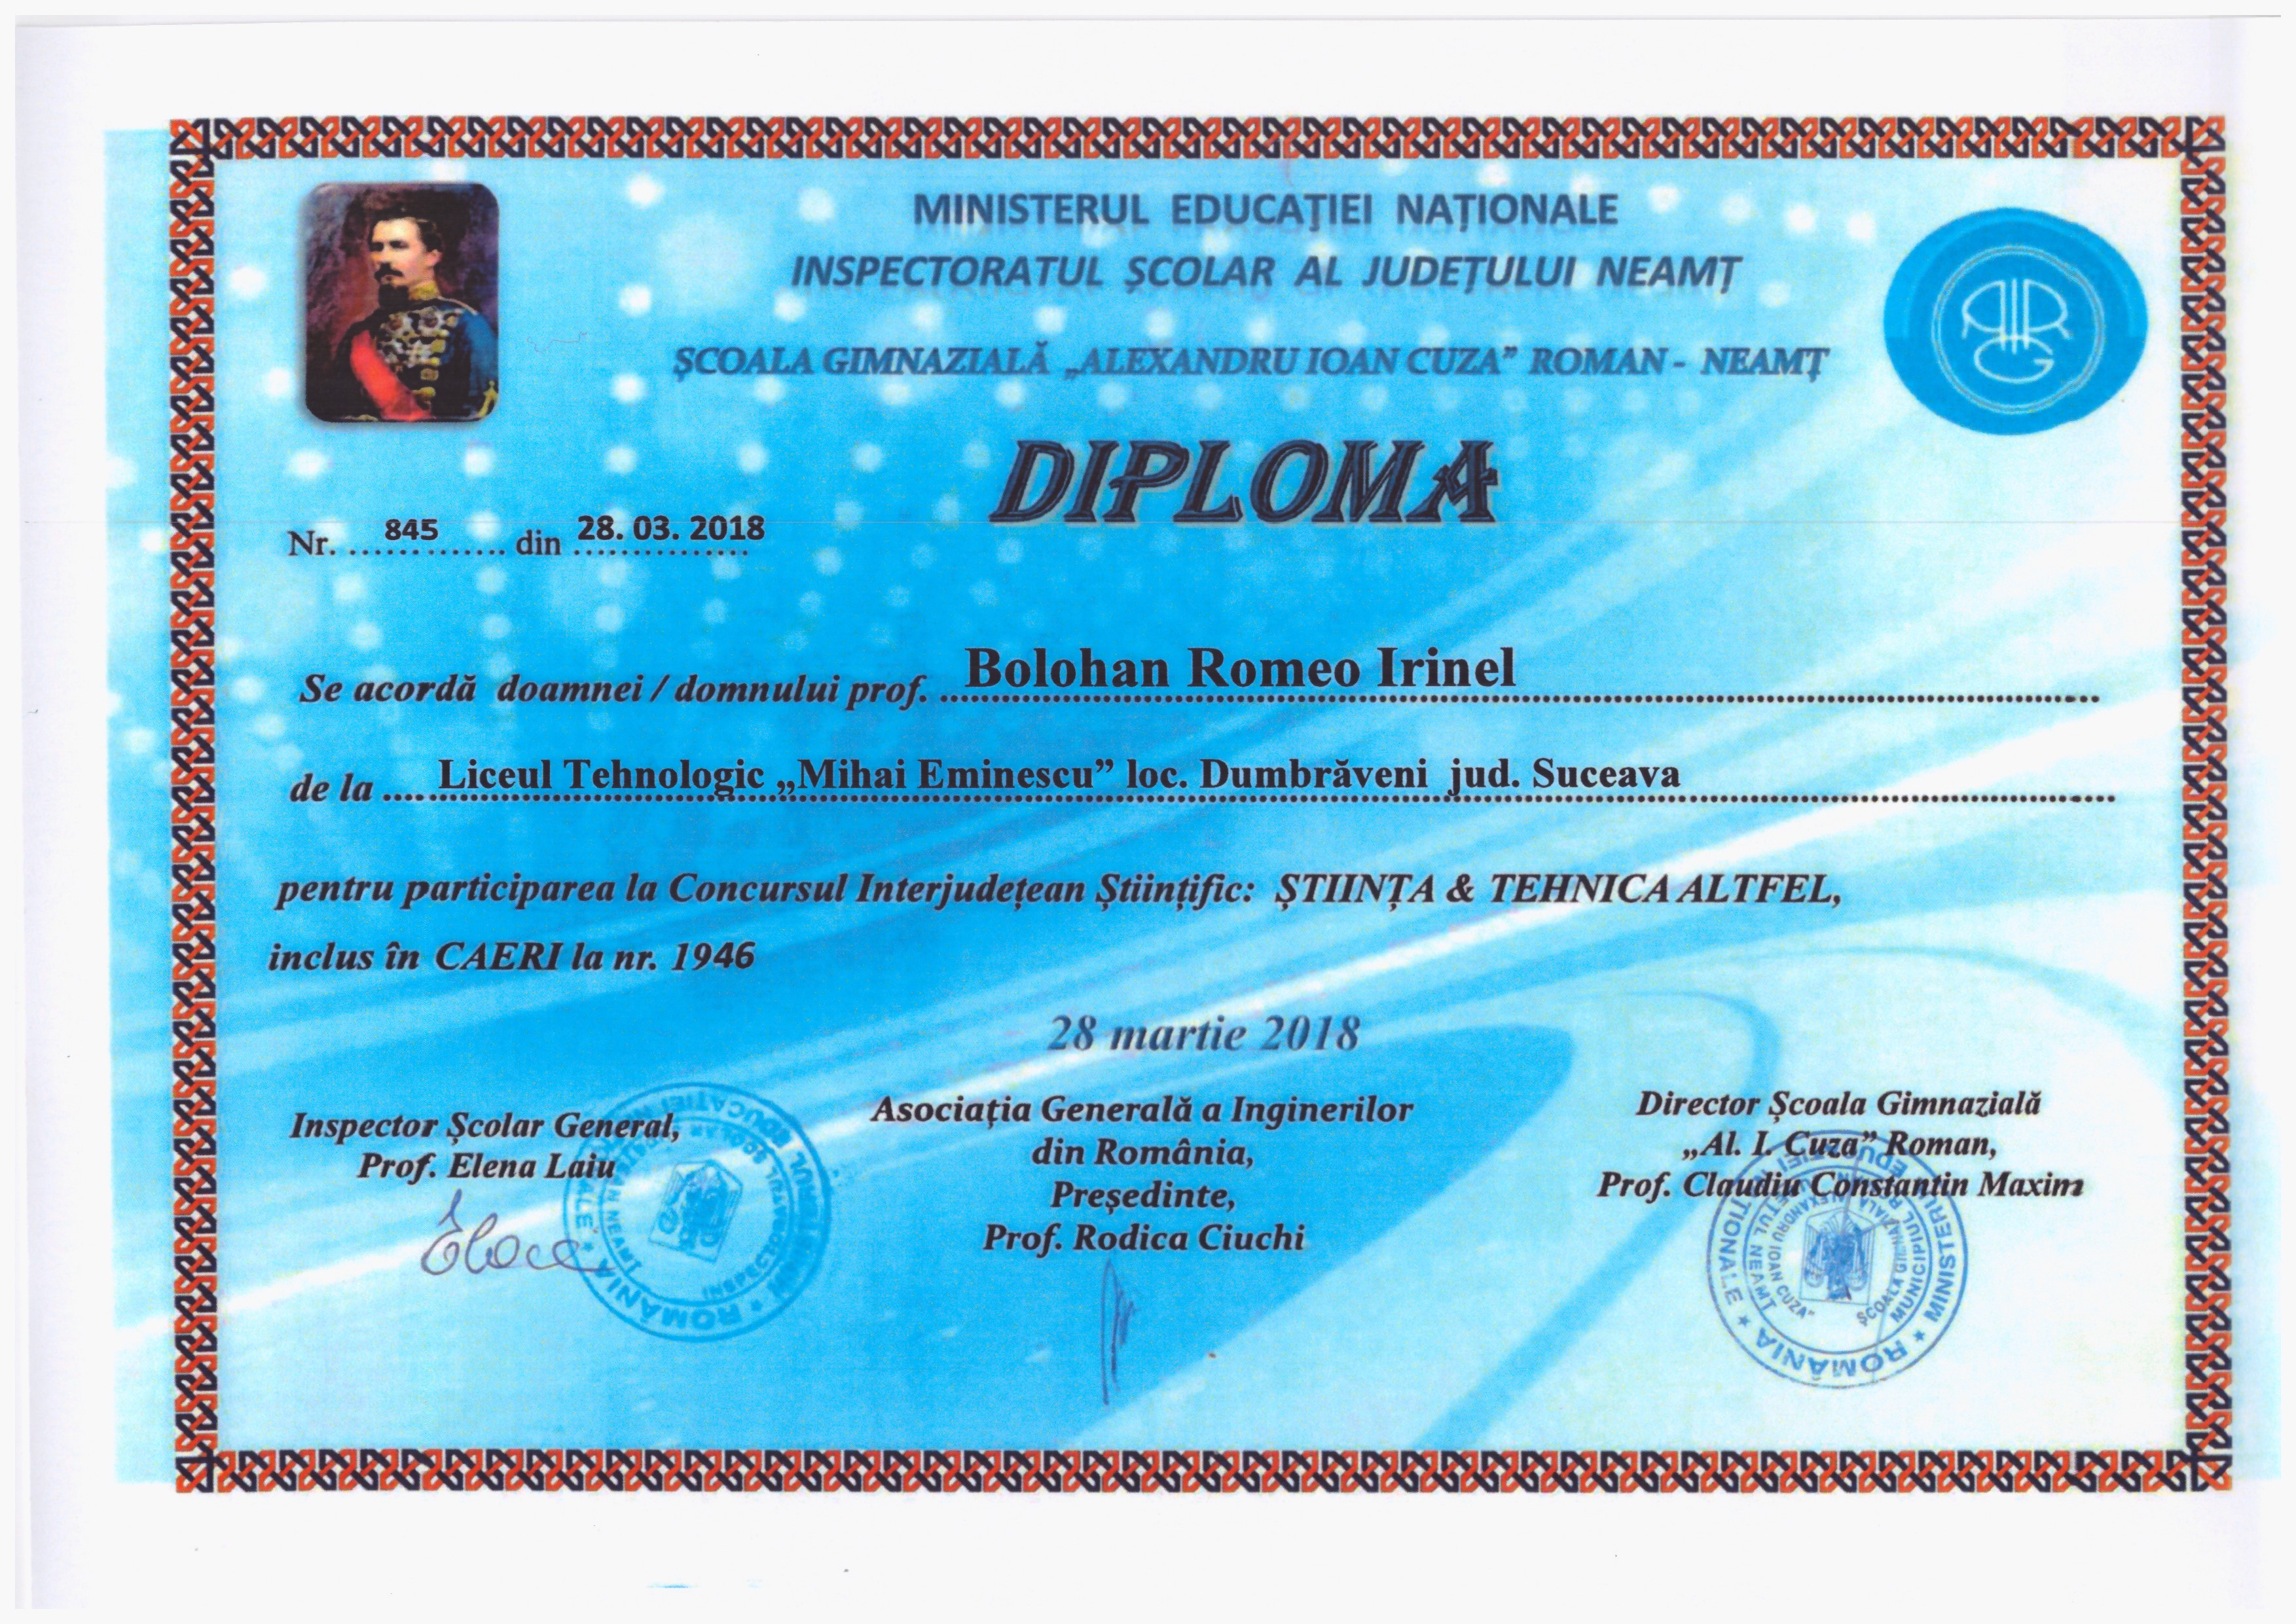 MINISTERUL EDUCAȚIEI NAȚIONALE
INSPECTORATUL ȘCOLAR AL JUDEȚULUI NEAMȚ
ȘCOALA GIMNAZIALĂ „ALEXANDRU IOAN CUZA” ROMAN - NEAMȚ
DIPLOMA
Nr. .... 845 .... din 28. 03. 2018
Se acordă doamnei / domnului prof. Bolohan Romeo Irinel
de la .... Liceul Tehnologic „Mihai Eminescu” loc. Dumbrăveni jud. Suceava
pentru participarea la Concursul Interjudețean Științific: ȘTIINȚA & TEHNICA ALTFEL,
inclus în CAERI la nr. 1946
28 martie 2018
Inspector Școlar General,
Prof. Elena Laiu
Asociația Generală a Inginerilor
din România,
Președinte,
Prof. Rodica Ciuchi
Director Școala Gimnazială
„Al. I. Cuza” Roman,
Prof. Claudiu Constantin Maxim
ROMÂNIA
ROMÂNIA